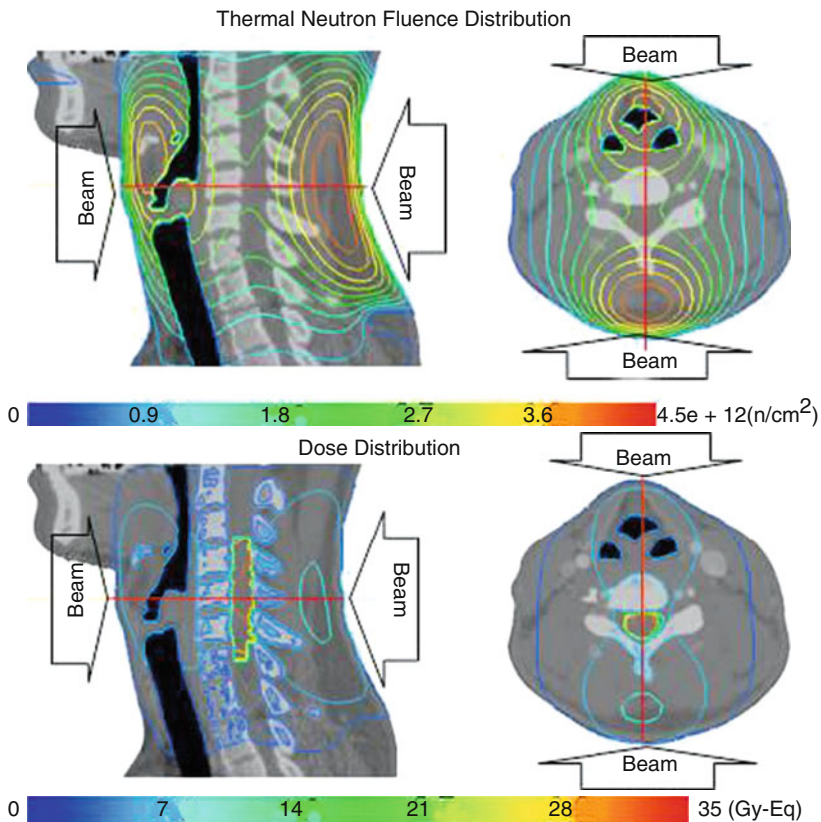 Thermal Neutron Fluence Distribution
Beam
Beam
Beam
Beam
0 0.9 1.8 2.7 3.6 4.5e + 12(n/cm²)
Dose Distribution
Beam
Beam
Beam
Beam
0 7 14 21 28 35 (Gy-Eq)